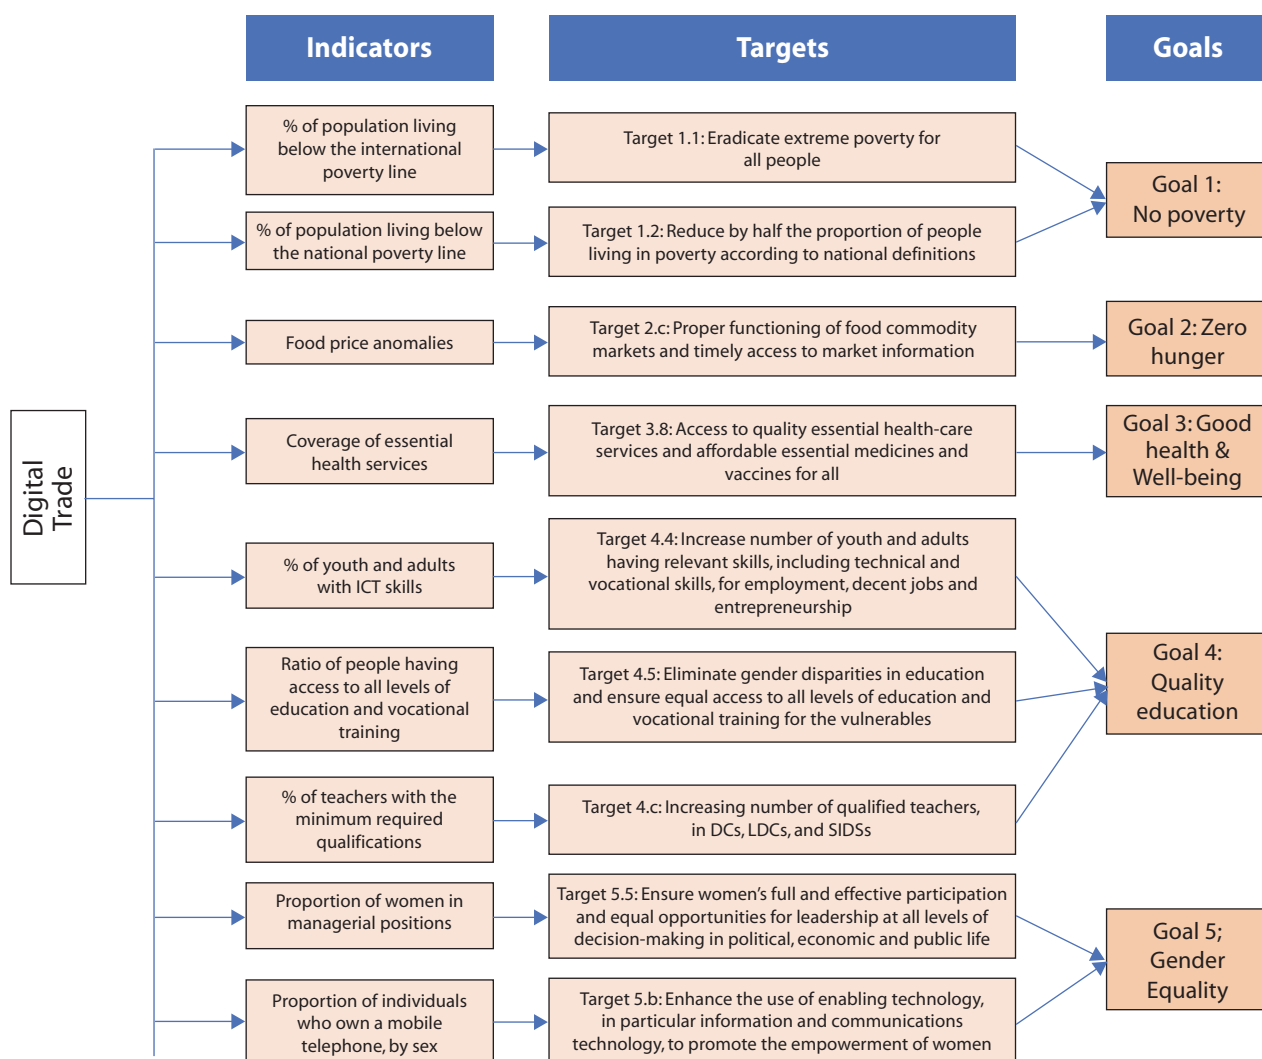 Indicators
Targets
Goals
Digital
Trade
% of population living
below the international
poverty line
Target 1.1: Eradicate extreme poverty for
all people
Goal 1:
No poverty
% of population living below
the national poverty line
Target 1.2: Reduce by half the proportion of people
living in poverty according to national definitions
Food price anomalies
Target 2.c: Proper functioning of food commodity
markets and timely access to market information
Goal 2: Zero
hunger
Coverage of essential
health services
Target 3.8: Access to quality essential health-care
services and affordable essential medicines and
vaccines for all
Goal 3: Good
health &
Well-being
% of youth and adults
with ICT skills
Target 4.4: Increase number of youth and adults
having relevant skills, including technical and
vocational skills, for employment, decent jobs and
entrepreneurship
Ratio of people having
access to all levels of
education and vocational
training
Target 4.5: Eliminate gender disparities in education
and ensure equal access to all levels of education and
vocational training for the vulnerables
Goal 4:
Quality
education
% of teachers with the
minimum required
qualifications
Target 4.c: Increasing number of qualified teachers,
in DCs, LDCs, and SIDSs
Proportion of women in
managerial positions
Target 5.5: Ensure women’s full and effective participation
and equal opportunities for leadership at all levels of
decision-making in political, economic and public life
Goal 5;
Gender
Equality
Proportion of individuals
who own a mobile
telephone, by sex
Target 5.b: Enhance the use of enabling technology,
in particular information and communications
technology, to promote the empowerment of women